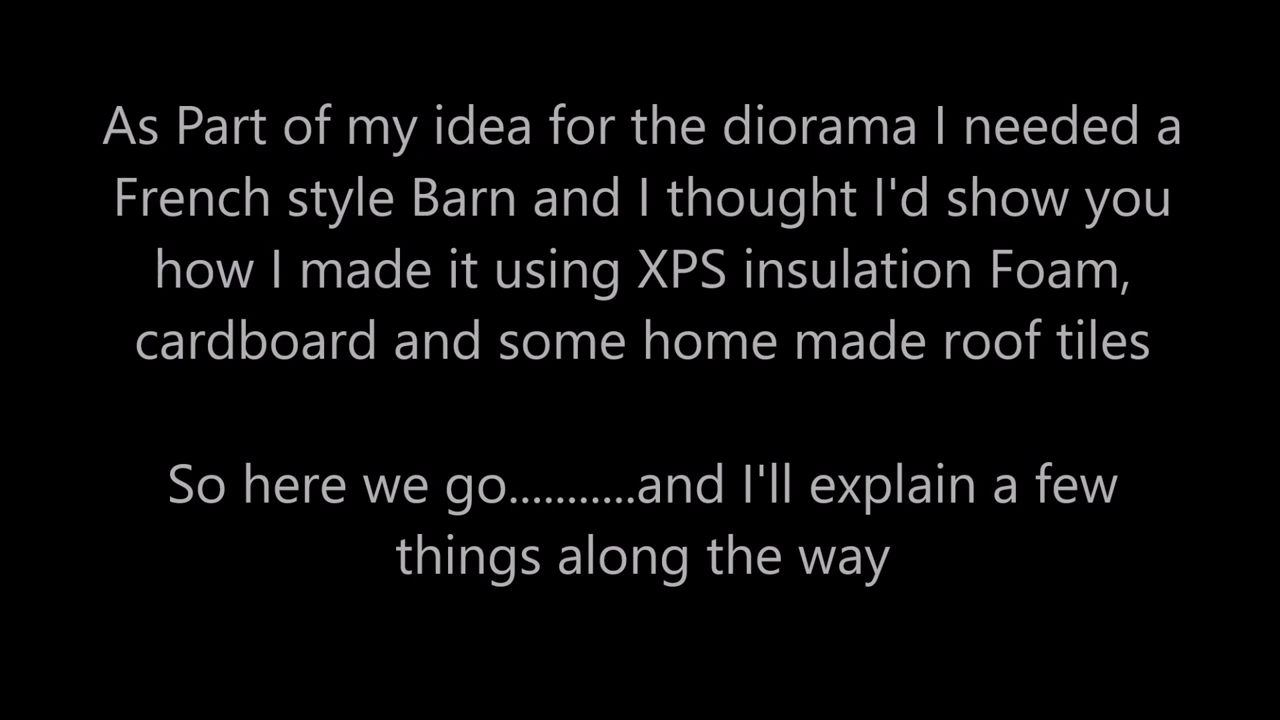 As Part of my idea for the diorama I needed a
French style Barn and I thought I'd show you
how I made it using XPS insulation Foam,
cardboard and some home made roof tiles
So here we go...........and I'll explain a few
things along the way